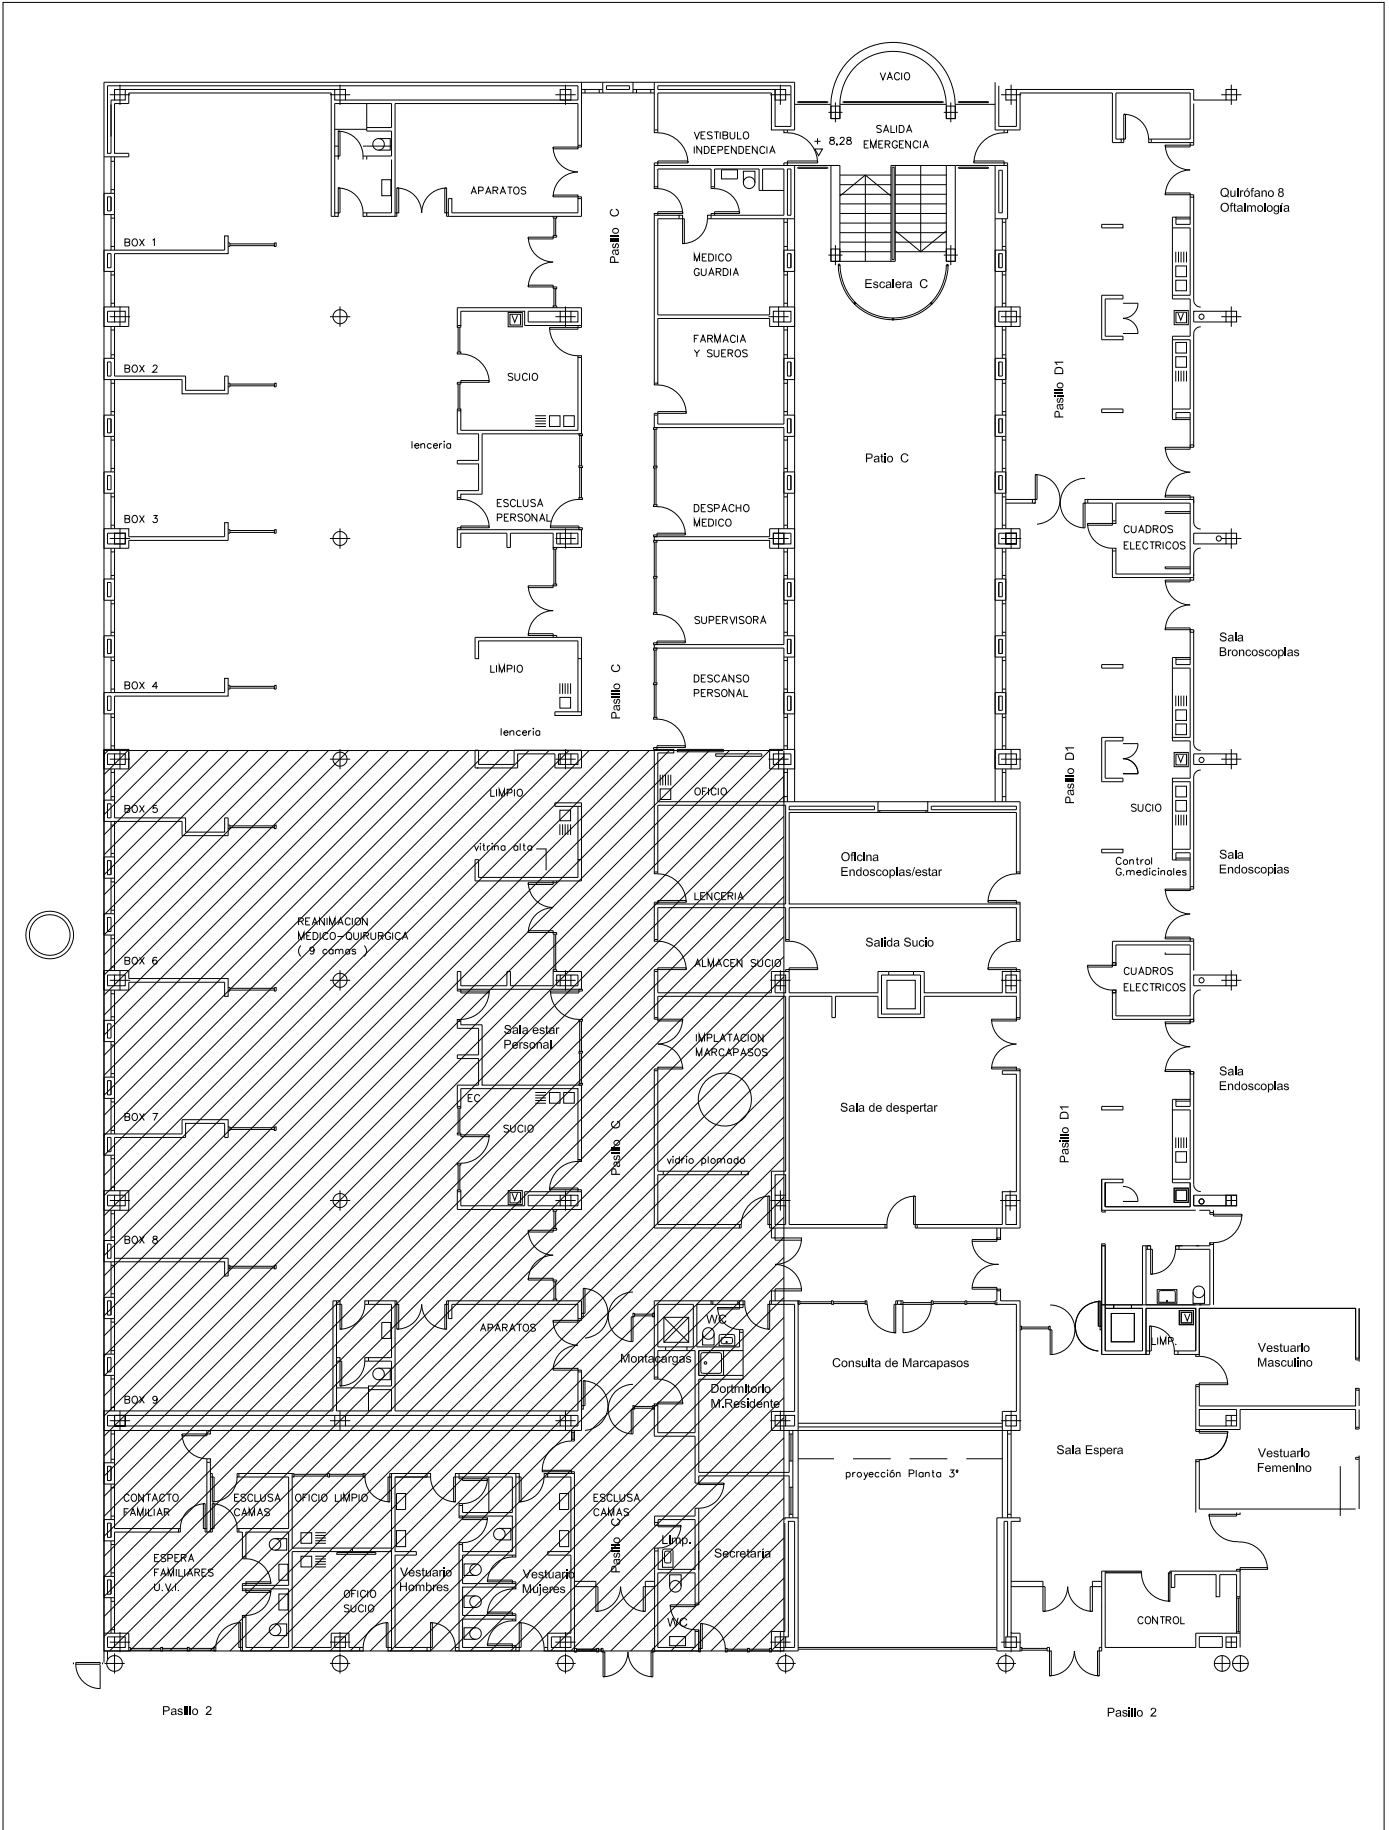 VACIO
VESTIBULO
INDEPENDENCIA
+ 8,28
SALIDA
EMERGENCIA
APARATOS
Quirófano 8
Oftalmología
Pasillo C
BOX 1
MEDICO
GUARDIA
Escalera C
FARMACIA
Y SUEROS
V
V
BOX 2
SUCIO
Pasillo D1
lenceria
Patio C
ESCLUSA
PERSONAL
DESPACHO
MEDICO
BOX 3
CUADROS
ELECTRICOS
SUPERVISORA
Sala
Broncoscopias
LIMPIO
DESCANSO
PERSONAL
BOX 4
Pasillo C
lenceria
V
Pasillo D1
LIMPIO
OFICIO
BOX 5
SUCIO
vitrina alta
Oficina
Endoscopias/estar
Control
G.medicinales
Sala
Endoscopias
LENCERIA
REANIMACION
MEDICO-QUIRURGICA
( 9 camas )
Salida Sucio
BOX 6
ALMACEN SUCIO
CUADROS
ELECTRICOS
Sala estar
Personal
IMPLATACION
MARCAPASOS
Sala
Endoscopias
EC
BOX 7
SUCIO
Sala de despertar
Pasillo C
Pasillo D1
vidrio plomado
V
BOX 8
APARATOS
WC
V
LIMP.
Montacargas
Consulta de Marcapasos
Vestuario
Masculino
Dortmitorio
M.Residente
BOX 9
Sala Espera
Vestuario
Femenino
proyección Planta 3ª
CONTACTO
FAMILIAR
ESCLUSA
CAMAS
OFICIO LIMPIO
ESCLUSA
CAMAS
Pasillo C
Limp.
Secretaria
ESPERA
FAMILIARES
U.V.I.
OFICIO
SUCIO
Vestuario
Hombres
Vestuario
Mujeres
WC
CONTROL
Pasillo 2
Pasillo 2